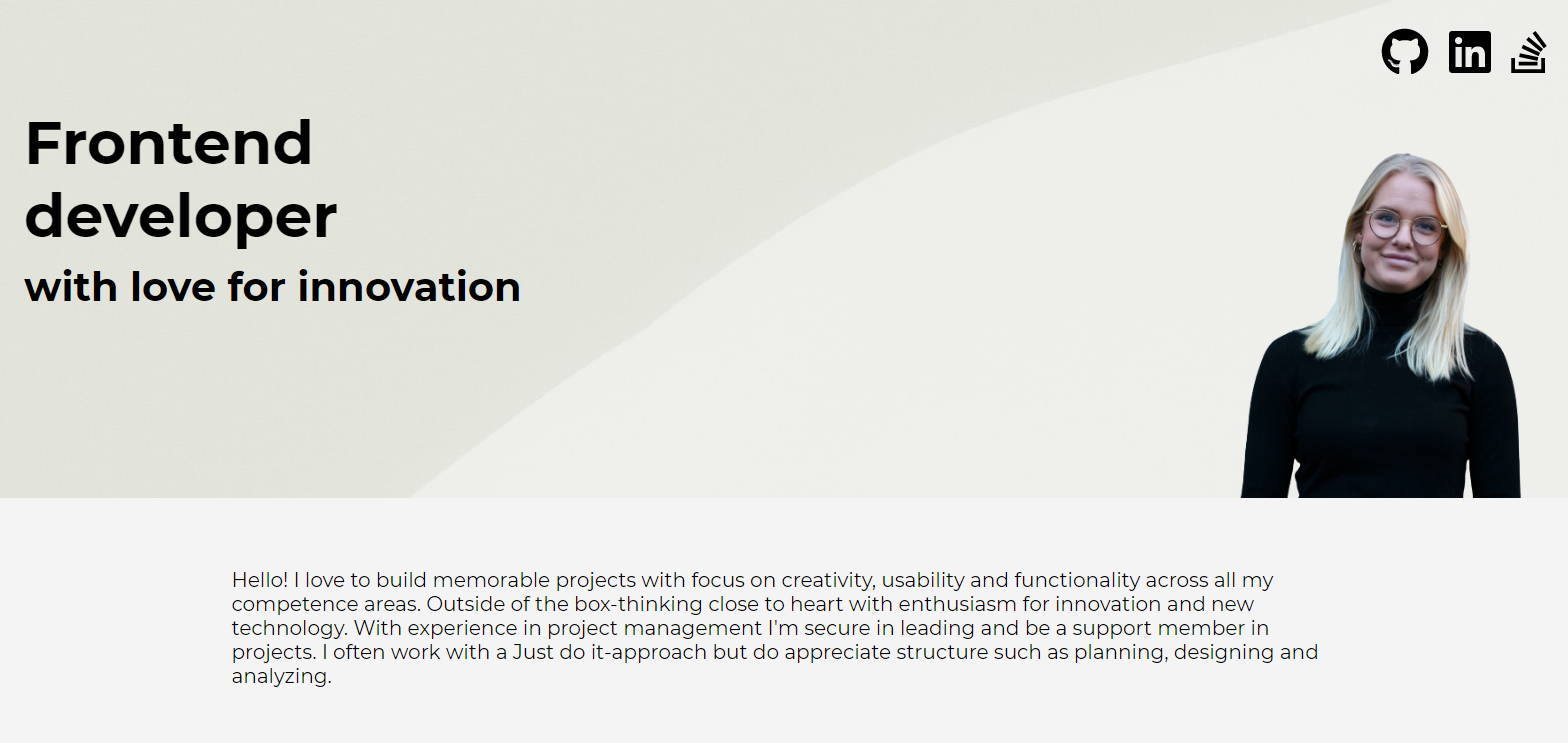 Frontend
developer
with love for innovation
in
Hello! I love to build memorable projects with focus on creativity, usability and functionality across all my
competence areas. Outside of the box-thinking close to heart with enthusiasm for innovation and new
technology. With experience in project management I'm secure in leading and be a support member in
projects. I often work with a Just do it-approach but do appreciate structure such as planning, designing and
analyzing.